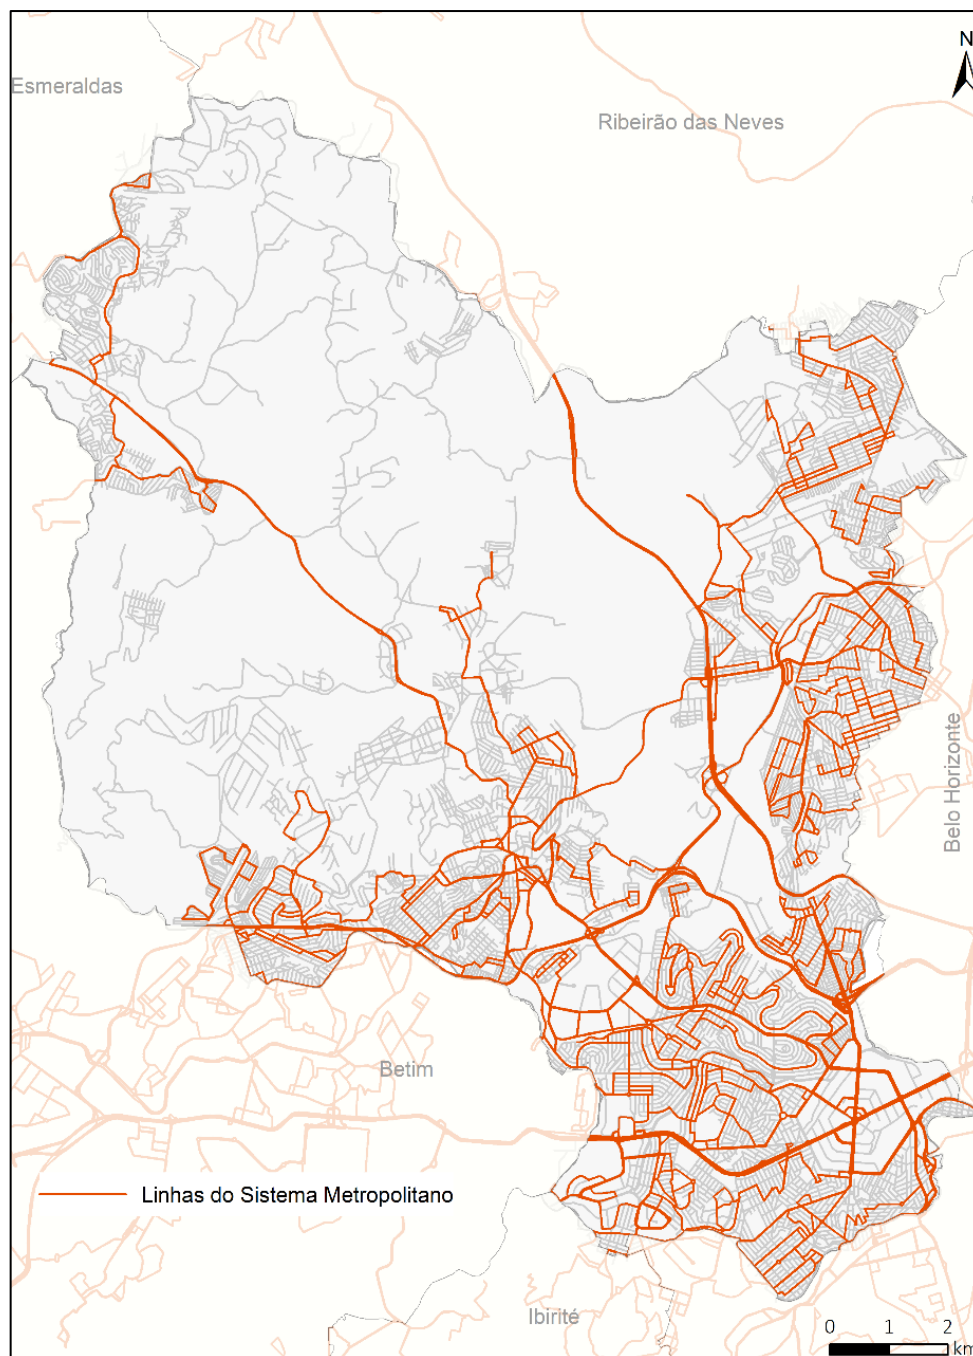 N
Esmeraldas
Ribeirão das Neves
Belo Horizonte
Betim
Linhas do Sistema Metropolitano
Ibirité
0 1 2
km